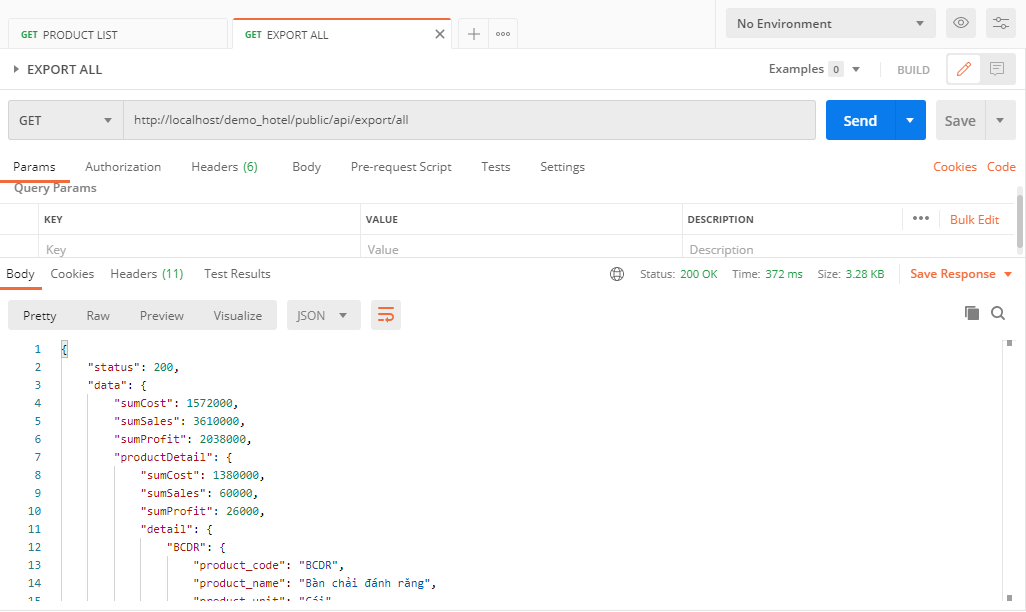 GET PRODUCT LIST
GET EXPORT ALL
No Environment
EXPORT ALL
Examples 0
BUILD
GET
http://localhost/demo_hotel/public/api/export/all
Send
Save
Params Authorization Headers (6) Body Pre-request Script Tests Settings Cookies Code
Query Params
KEY VALUE DESCRIPTION ••• Bulk Edit
Key Value Description
Body Cookies Headers (11) Test Results Status: 200 OK Time: 372 ms Size: 3.28 KB Save Response
Pretty Raw Preview Visualize JSON
1 {
2 "status": 200,
3 "data": {
4 "sumCost": 1572000,
5 "sumSales": 3610000,
6 "sumProfit": 2038000,
7 "productDetail": {
8 "sumCost": 1380000,
9 "sumSales": 60000,
10 "sumProfit": 26000,
11 "detail": {
12 "BCDR": {
13 "product_code": "BCDR",
14 "product_name": "Bàn chải đánh răng",
15 "product_unit": "Cái"